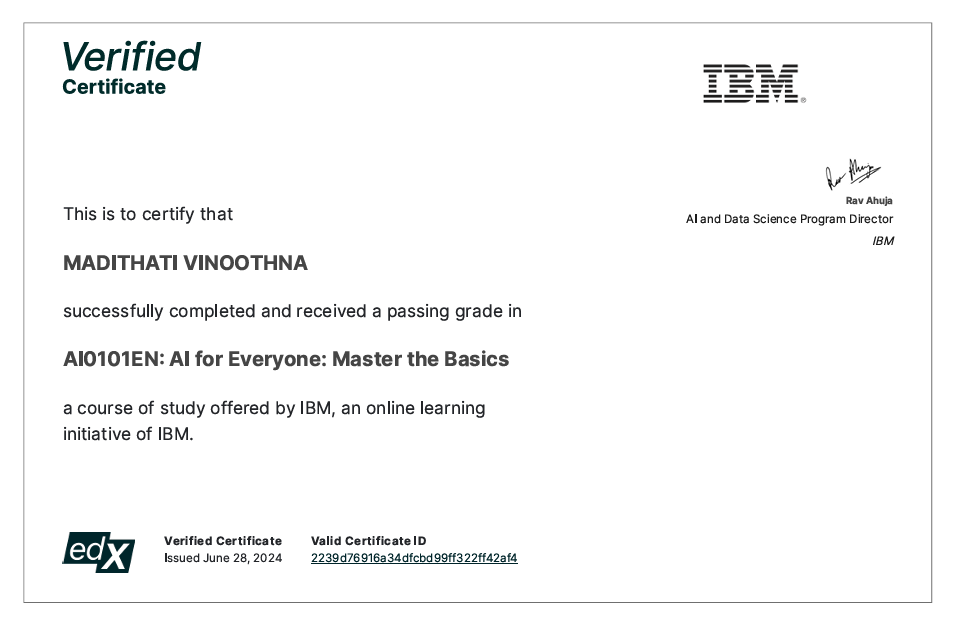 Verified
Certificate
IBM®
Rav Ahuja
Rav Ahuja
AI and Data Science Program Director
IBM
This is to certify that
MADITHATI VINOOTHNA
successfully completed and received a passing grade in
AI0101EN: AI for Everyone: Master the Basics
a course of study offered by IBM, an online learning
initiative of IBM.
edX
Verified Certificate
Issued June 28, 2024
Valid Certificate ID
2239d76916a34dfcbd99ff322ff42af4